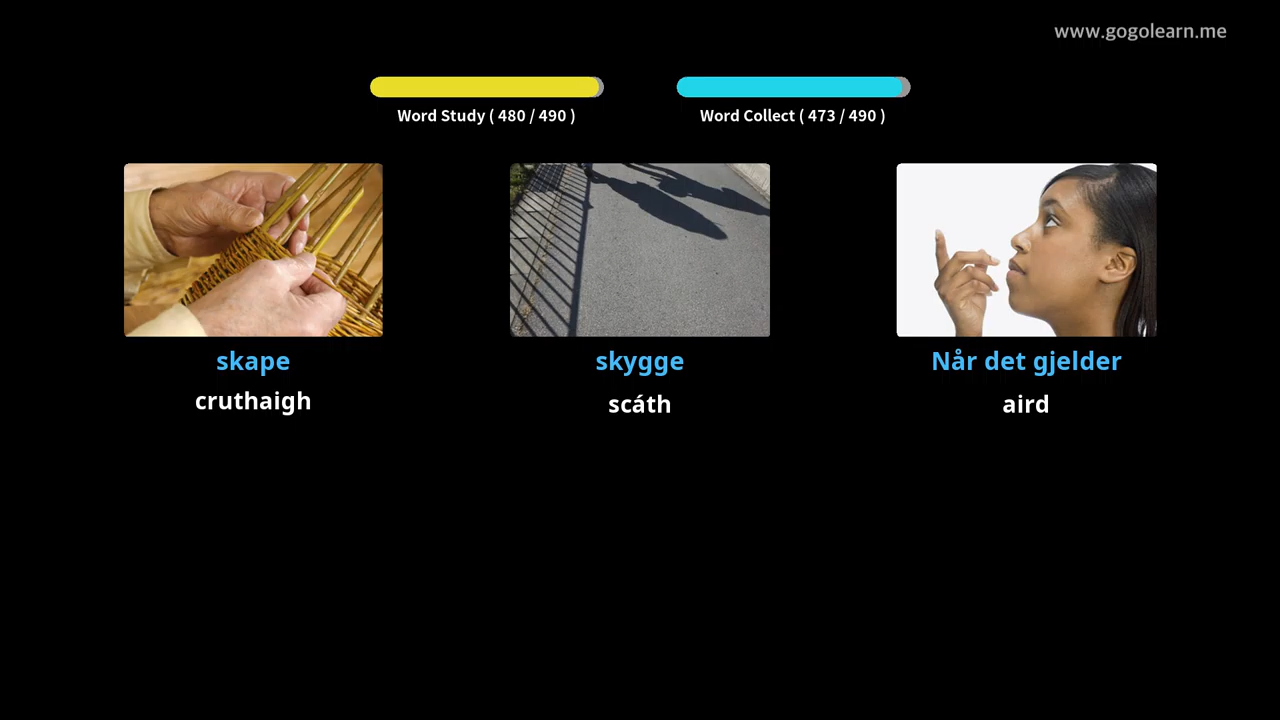 www.gogolearn.me
Word Study ( 480 / 490 )
Word Collect ( 473 / 490 )
skape
skygge
Når det gjelder
cruthaigh
scáth
aird